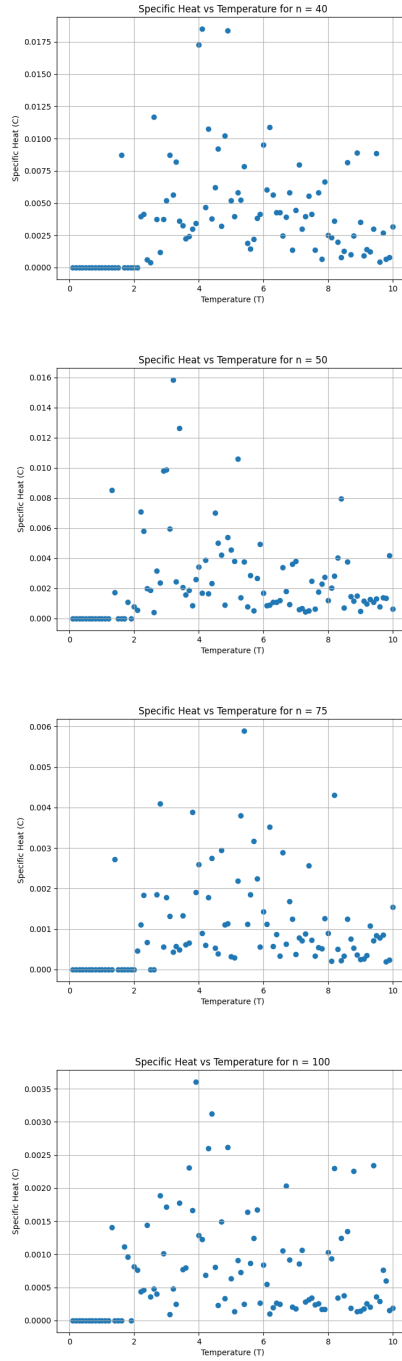 Specific Heat vs Temperature for n = 40
Specific Heat (C)
0.0175
0.0150
0.0125
0.0100
0.0075
0.0050
0.0025
0.0000
0 2 4 6 8 10
Temperature (T)
Specific Heat vs Temperature for n = 50
Specific Heat (C)
0.016
0.014
0.012
0.010
0.008
0.006
0.004
0.002
0.000
0 2 4 6 8 10
Temperature (T)
Specific Heat vs Temperature for n = 75
Specific Heat (C)
0.006
0.005
0.004
0.003
0.002
0.001
0.000
0 2 4 6 8 10
Temperature (T)
Specific Heat vs Temperature for n = 100
Specific Heat (C)
0.0035
0.0030
0.0025
0.0020
0.0015
0.0010
0.0005
0.0000
0 2 4 6 8 10
Temperature (T)